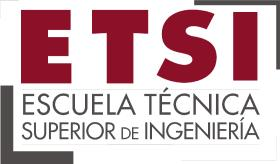 ETSI
ESCUELA TÉCNICA
SUPERIOR DE INGENIERÍA